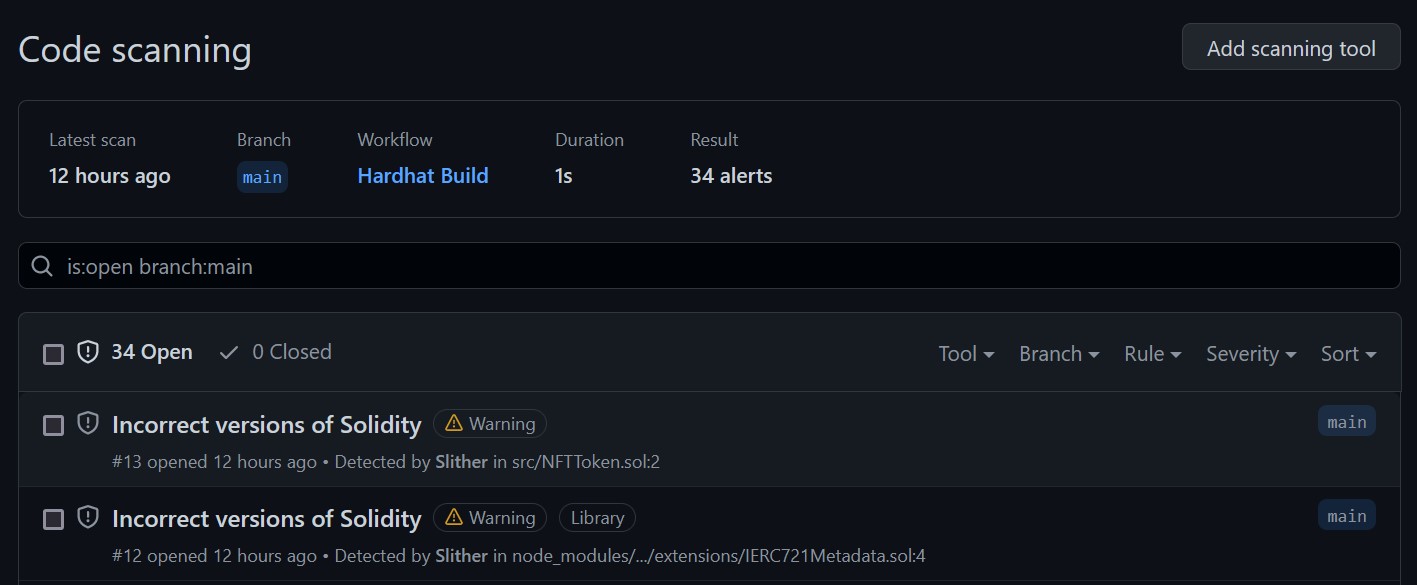 Code scanning
Add scanning tool
Latest scan Branch Workflow Duration Result
12 hours ago main Hardhat Build 1s 34 alerts
is:open branch:main
34 Open 0 Closed Tool Branch Rule Severity Sort
Incorrect versions of Solidity Warning main
#13 opened 12 hours ago • Detected by Slither in src/NFTToken.sol:2
Incorrect versions of Solidity Warning Library main
#12 opened 12 hours ago • Detected by Slither in node_modules/.../extensions/IERC721Metadata.sol:4